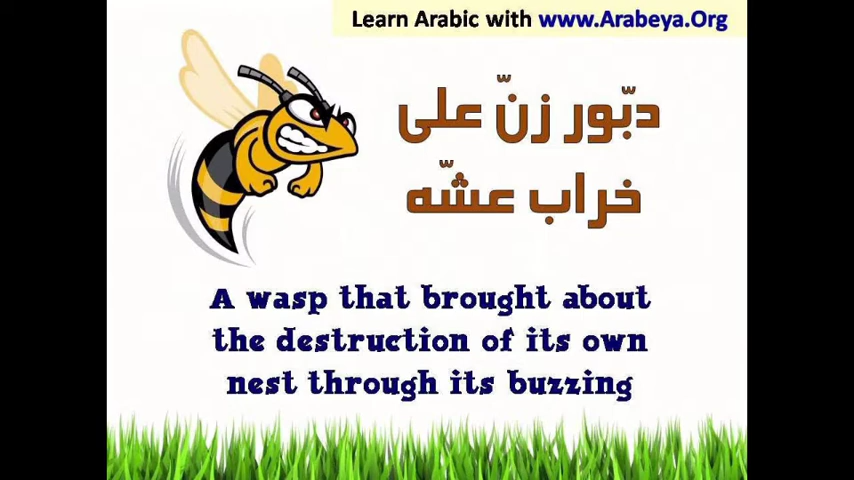 Learn Arabic with www.Arabeya.Org
دبّور زنّ على
خراب عشّه
A wasp that brought about
the destruction of its own
nest through its buzzing